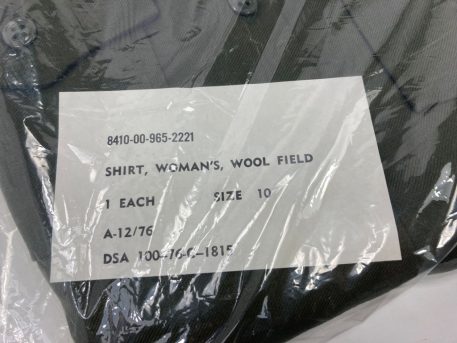 8410-00-965-2221
SHIRT, WOMAN'S, WOOL FIELD
1 EACH SIZE 10
A-12/76
DSA 100-76-C-1815